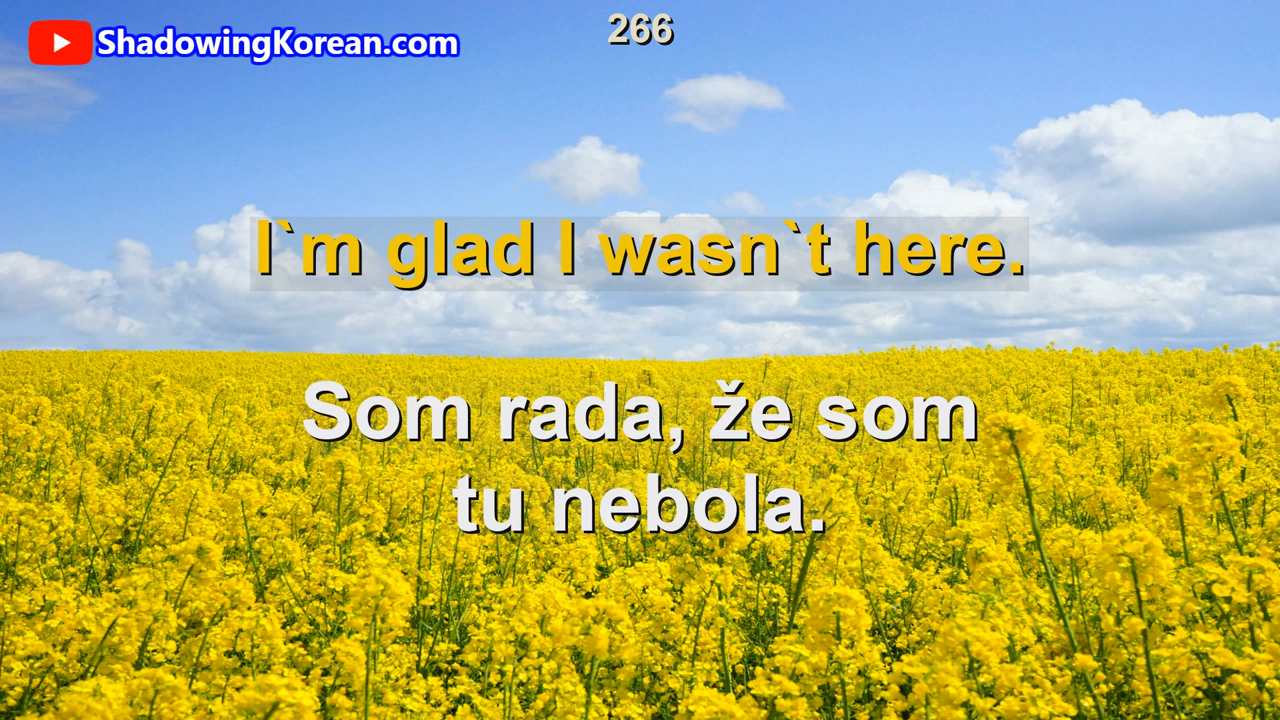 ShadowingKorean.com
266
I`m glad I wasn`t here.
Som rada, že som
tu nebola.